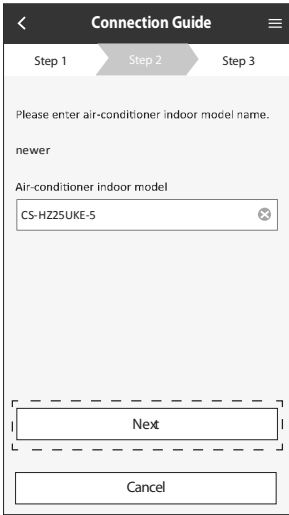 Connection Guide
Step 1
Step 2
Step 3
Please enter air-conditioner indoor model name.
newer
Air-conditioner indoor model
CS-HZ25UKE-5
Next
Cancel